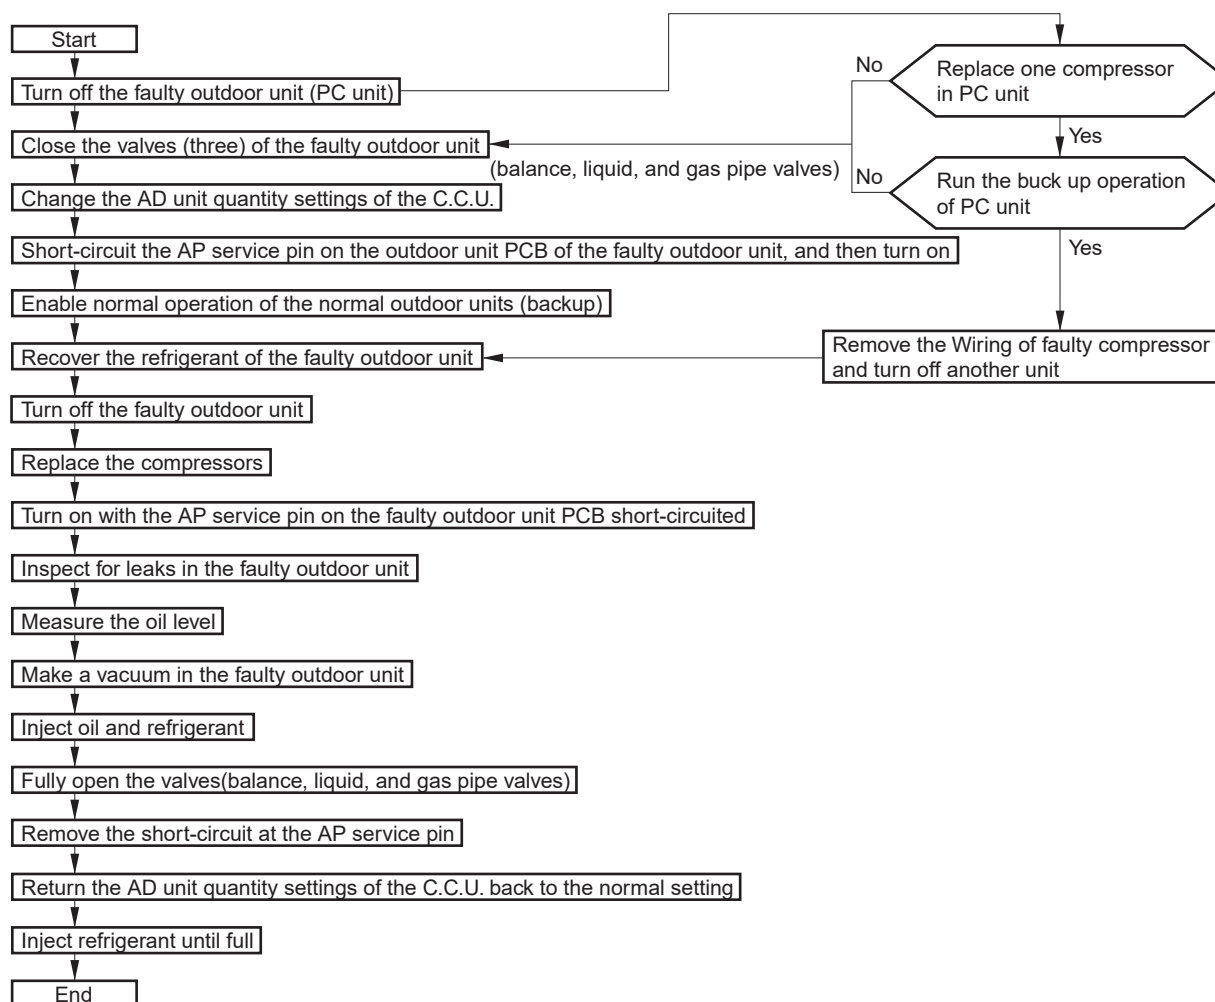 Start
Turn off the faulty outdoor unit (PC unit)
Close the valves (three) of the faulty outdoor unit
(balance, liquid, and gas pipe valves)
Change the AD unit quantity settings of the C.C.U.
Short-circuit the AP service pin on the outdoor unit PCB of the faulty outdoor unit, and then turn on
Enable normal operation of the normal outdoor units (backup)
Recover the refrigerant of the faulty outdoor unit
Turn off the faulty outdoor unit
Replace the compressors
Turn on with the AP service pin on the faulty outdoor unit PCB short-circuited
Inspect for leaks in the faulty outdoor unit
Measure the oil level
Make a vacuum in the faulty outdoor unit
Inject oil and refrigerant
Fully open the valves(balance, liquid, and gas pipe valves)
Remove the short-circuit at the AP service pin
Return the AD unit quantity settings of the C.C.U. back to the normal setting
Inject refrigerant until full
End
No
Replace one compressor
in PC unit
Yes
No
Run the buck up operation
of PC unit
Yes
Remove the Wiring of faulty compressor
and turn off another unit